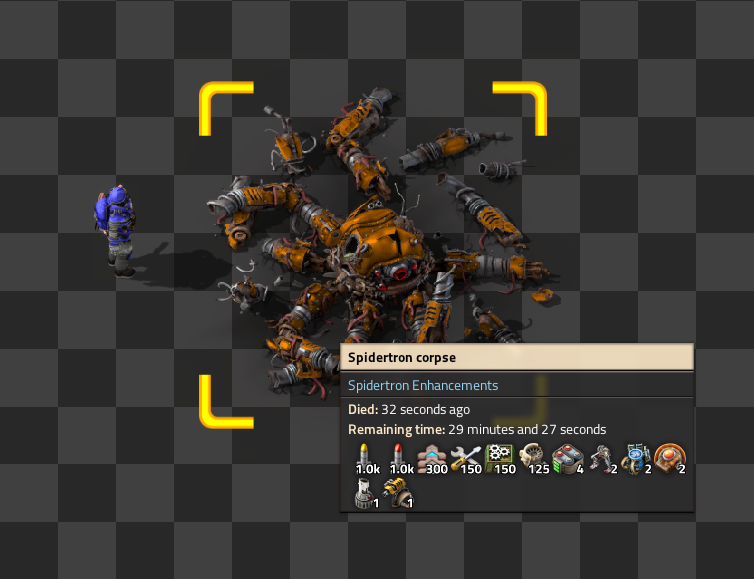 Spidertron corpse
Spidertron Enhancements
Died: 32 seconds ago
Remaining time: 29 minutes and 27 seconds
1.0k 1.0k 300 150 150 125 4 2 2 2
1 1